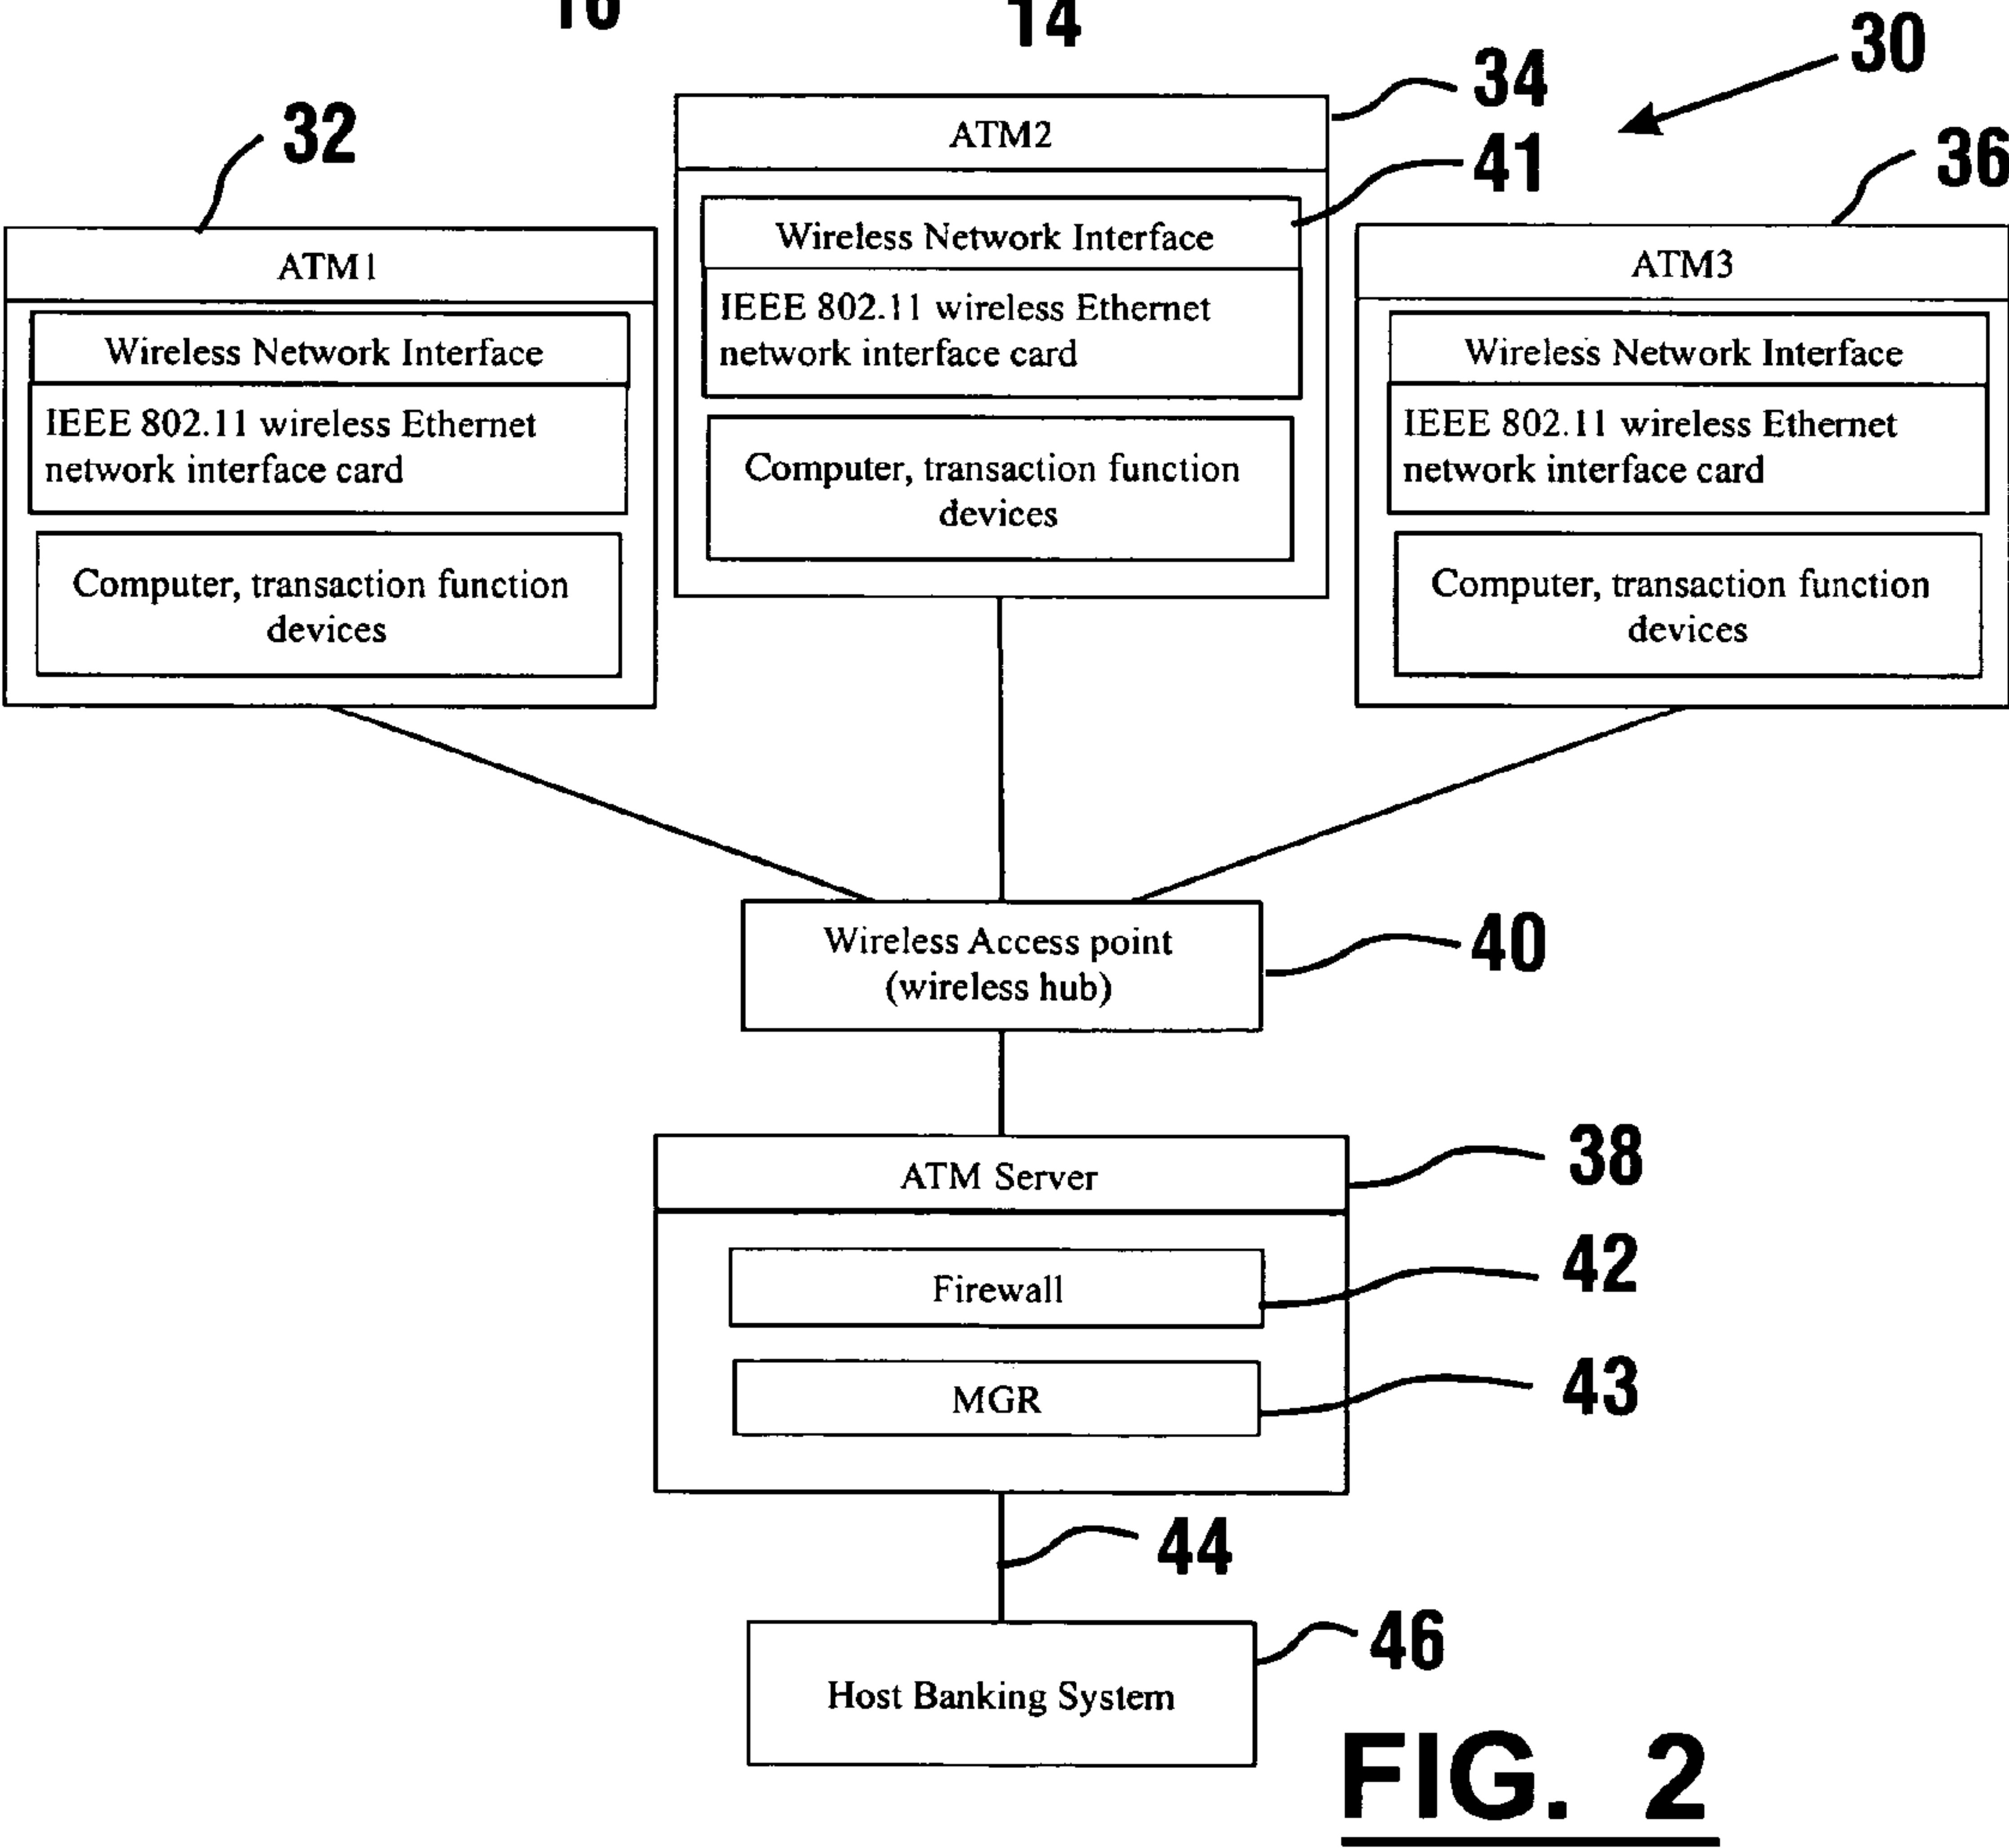 14
30
34
32
ATM2
41
36
Wireless Network Interface
ATM1
ATM3
IEEE 802.11 wireless Ethernet
network interface card
Wireless Network Interface
Wireless Network Interface
IEEE 802.11 wireless Ethernet
network interface card
IEEE 802.11 wireless Ethernet
network interface card
Computer, transaction function
devices
Computer, transaction function
devices
Computer, transaction function
devices
Wireless Access point
(wireless hub)
40
ATM Server
38
Firewall
42
MGR
43
44
Host Banking System
46
FIG. 2